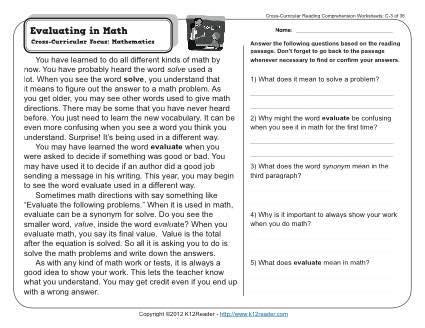 Cross-Curricular Reading Comprehension Worksheets: C-3 of 36
Evaluating in Math
Cross-Curricular Focus: Mathematics
Name:
You have learned to do all different kinds of math by
now. You have probably heard the word solve used a
lot. When you see the word solve, you understand that
it means to figure out the answer to a math problem. As
you get older, you may see other words used to give math
directions. There may be some that you have never heard
before. You just need to learn the new vocabulary. It can be
even more confusing when you see a word you think you
understand. Surprise! It's being used in a different way.
You may have learned the word evaluate when you
were asked to decide if something was good or bad. You
may have used it to decide if an author did a good job
sending a message in his writing. This year, you may begin
to see the word evaluate used in a different way.
Sometimes math directions with say something like
“Evaluate the following problems.” When it is used in math,
evaluate can be a synonym for solve. Do you see the
smaller word, value, inside the word evaluate? When you
evaluate math, you say its final value. Value is the total
after the equation is solved. So all it is asking you to do is
solve the math problems and write down the answers.
As with any kind of math work or tests, it is always a
good idea to show your work. This lets the teacher know
what you understand. You may get credit even if you end up
with a wrong answer.
Answer the following questions based on the reading
passage. Don't forget to go back to the passage
whenever necessary to find or confirm your answers.
1) What does it mean to solve a problem?
2) Why might the word evaluate be confusing
when you see it in math for the first time?
3) What does the word synonym mean in the
third paragraph?
4) Why is it important to always show your work
when you do math?
5) What does evaluate mean in math?
Copyright ©2012 K12Reader - http://www.k12reader.com